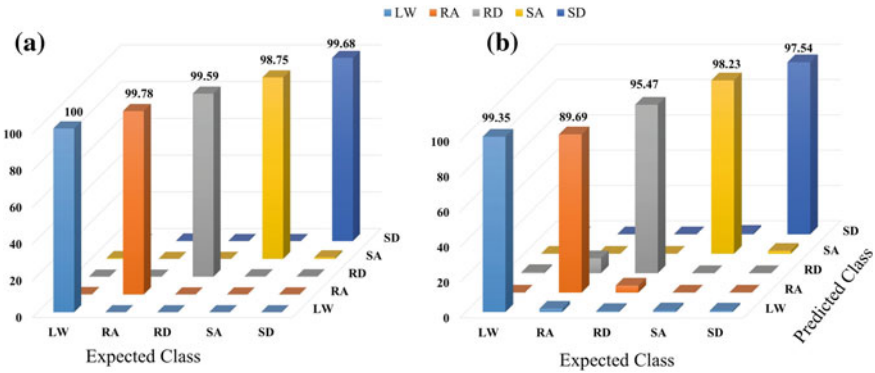 LW RA RD SA SD
(a)
100
99.78
99.59
98.75
99.68
100
80
60
40
20
0
SD
SA
RD
RA
LW
LW RA RD SA SD
Expected Class
(b)
99.35
89.69
95.47
98.23
97.54
100
80
60
40
20
0
SD
SA
RD
RA
LW
Predicted Class
LW RA RD SA SD
Expected Class